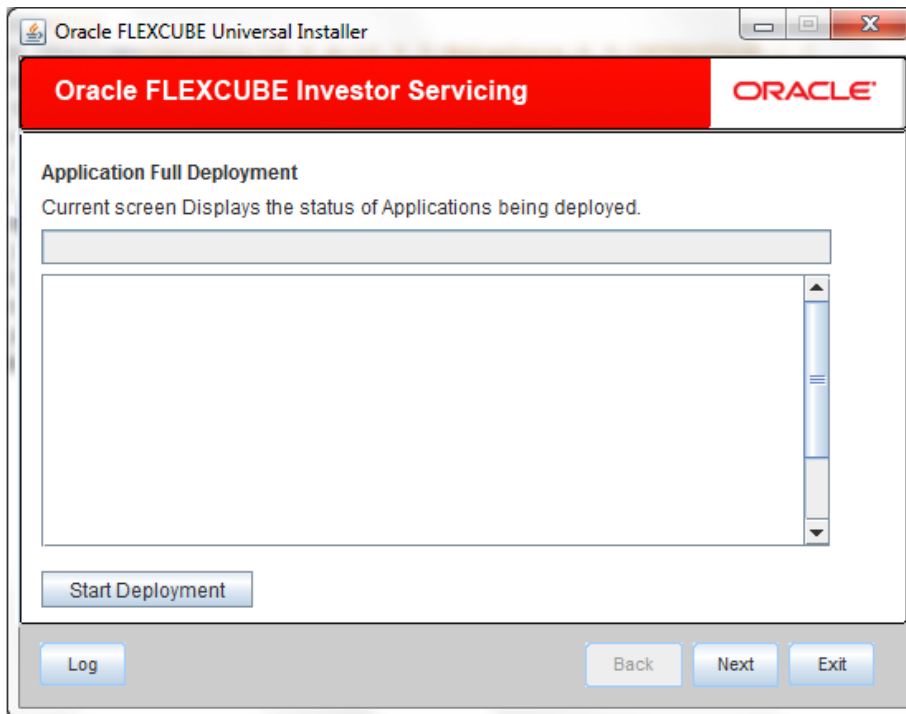 Oracle FLEXCUBE Universal Installer
Oracle FLEXCUBE Investor Servicing
ORACLE®
Application Full Deployment
Current screen Displays the status of Applications being deployed.
Start Deployment
Log
Back
Next
Exit